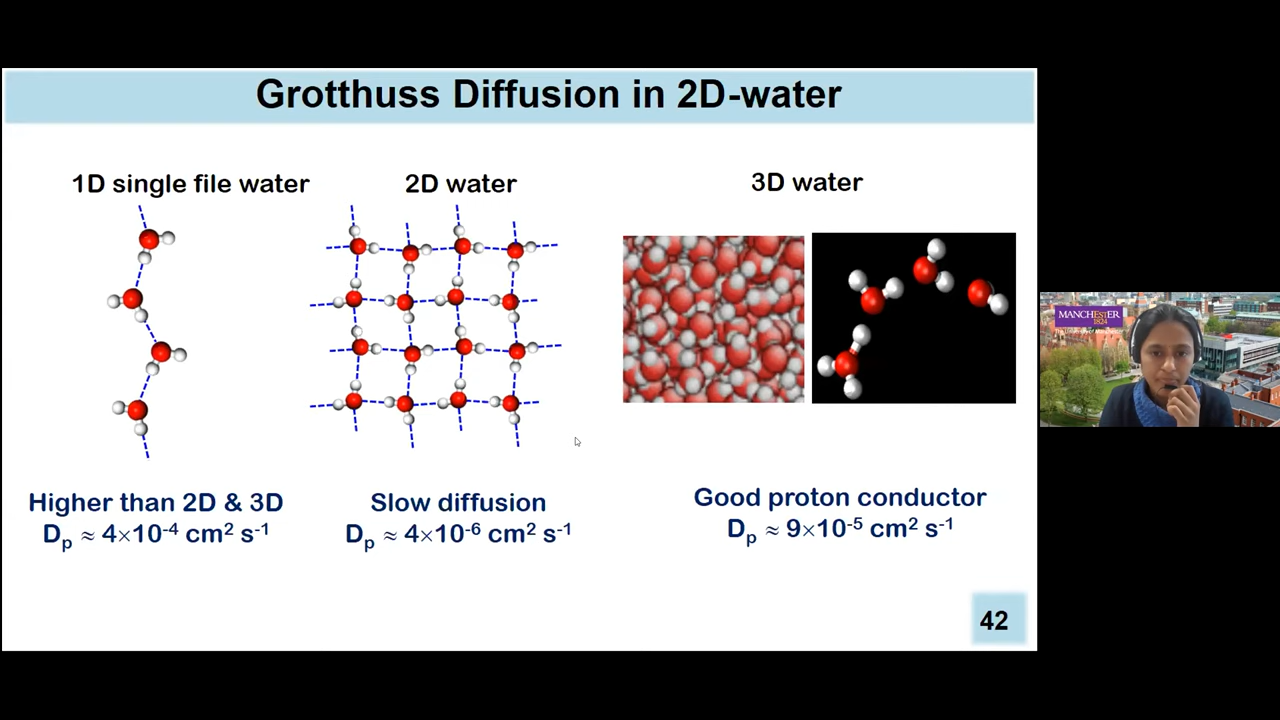 Grotthuss Diffusion in 2D-water
1D single file water
2D water
3D water
Higher than 2D & 3D
Dₚ ≈ 4×10⁻⁴ cm² s⁻¹
Slow diffusion
Dₚ ≈ 4×10⁻⁶ cm² s⁻¹
Good proton conductor
Dₚ ≈ 9×10⁻⁵ cm² s⁻¹
42
MANCHESTER
1824